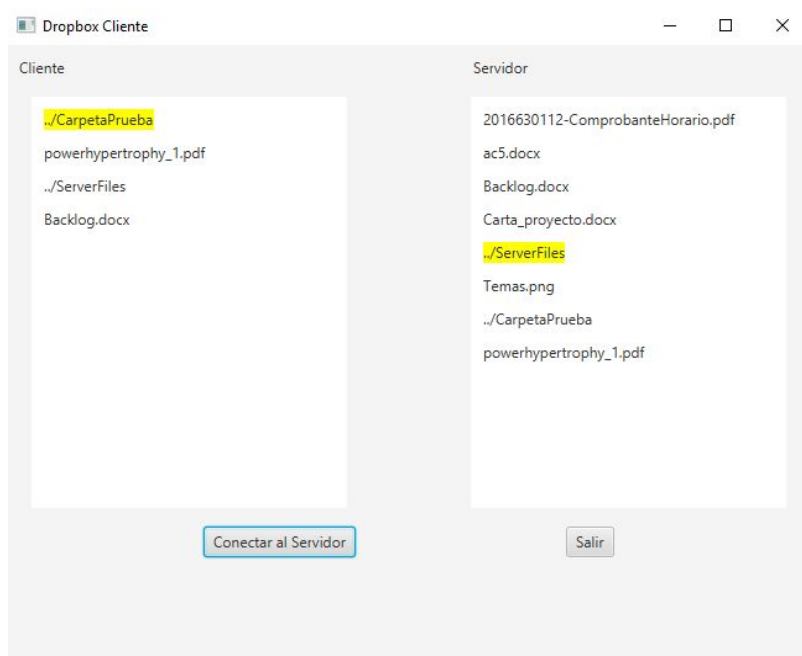 Dropbox Cliente
Cliente
../CarpetaPrueba
powerhypertrophy_1.pdf
../ServerFiles
Backlog.docx
Servidor
2016630112-ComprobanteHorario.pdf
ac5.docx
Backlog.docx
Carta_proyecto.docx
../ServerFiles
Temas.png
../CarpetaPrueba
powerhypertrophy_1.pdf
Conectar al Servidor
Salir